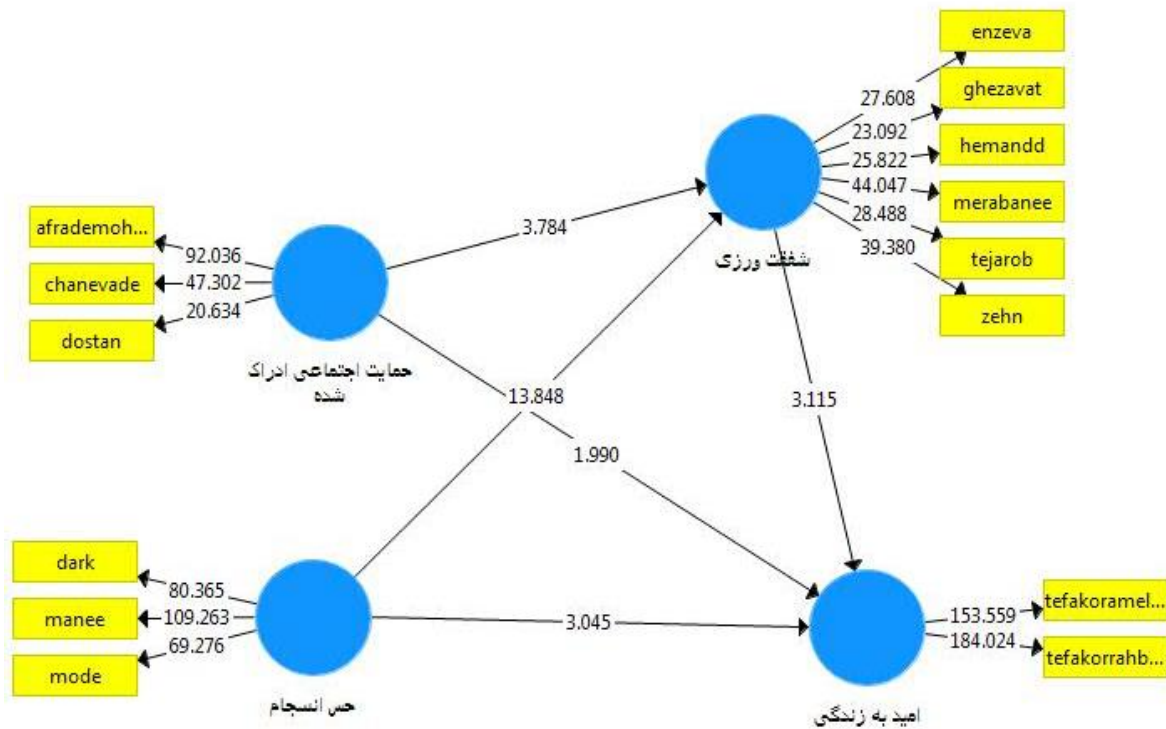 enzeva
27.608
ghezavat
23.092
hemandd
25.822
merabanee
44.047
28.488
tejarob
39.380
zehn
شفقت ورزی
afrademoh...
92.036
chanevade
47.302
20.634
dostan
حمایت اجتماعی ادراک
شده
3.784
13.848
1.990
3.115
dark
80.365
manee
109.263
69.276
mode
حس انسجام
3.045
tefakoramel...
153.559
184.024
tefakorrahb...
امید به زندگی